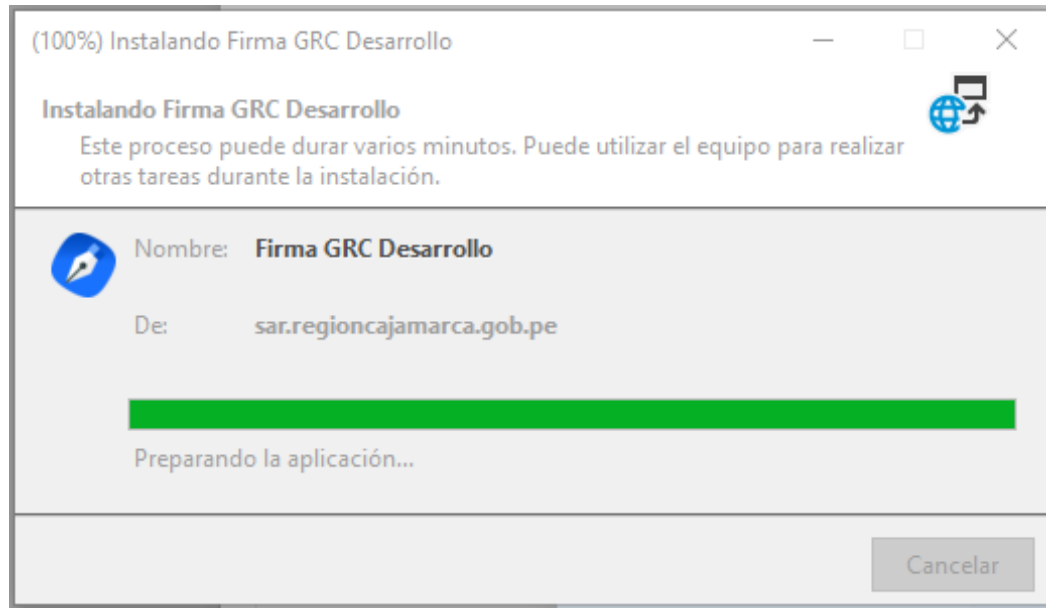 (100%) Instalando Firma GRC Desarrollo
Instalando Firma GRC Desarrollo
Este proceso puede durar varios minutos. Puede utilizar el equipo para realizar
otras tareas durante la instalación.
Nombre: Firma GRC Desarrollo
De: sar.regioncajamarca.gob.pe
Preparando la aplicación...
Cancelar